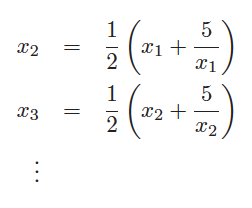 x₂ = 1/2 (x₁ + 5/x₁)
x₃ = 1/2 (x₂ + 5/x₂)
⋮